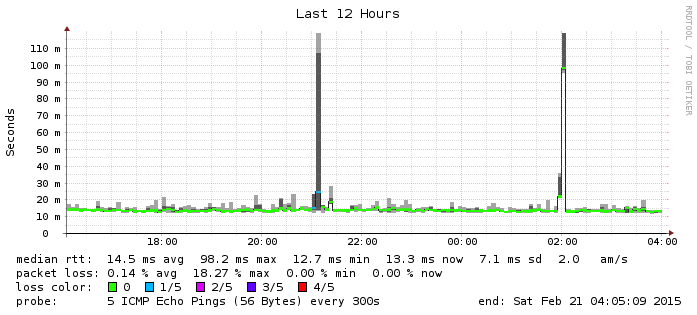 Last 12 Hours
RRDTOOL / TOBI OETIKER
Seconds
110 m
100 m
90 m
80 m
70 m
60 m
50 m
40 m
30 m
20 m
10 m
0
18:00 20:00 22:00 00:00 02:00 04:00
median rtt: 14.5 ms avg 98.2 ms max 12.7 ms min 13.3 ms now 7.1 ms sd 2.0 am/s
packet loss: 0.14 % avg 18.27 % max 0.00 % min 0.00 % now
loss color: 0 1/5 2/5 3/5 4/5
probe: 5 ICMP Echo Pings (56 Bytes) every 300s end: Sat Feb 21 04:05:09 2015